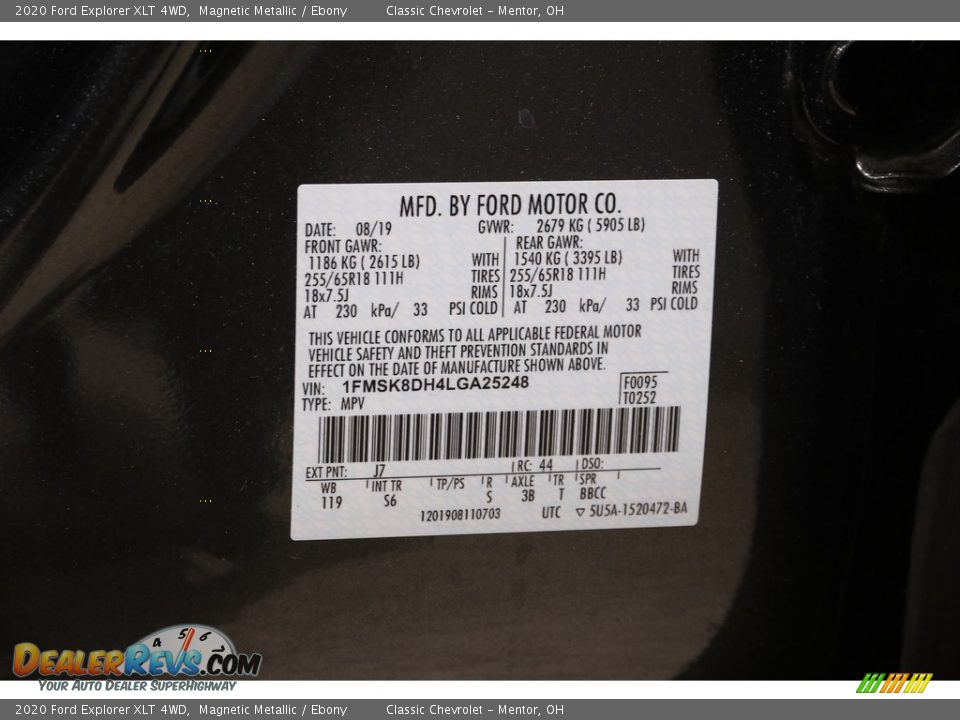 2020 Ford Explorer XLT 4WD, Magnetic Metallic / Ebony Classic Chevrolet – Mentor, OH
MFD. BY FORD MOTOR CO.
DATE: 08/19 GVWR: 2679 KG ( 5905 LB)
FRONT GAWR: REAR GAWR:
1186 KG ( 2615 LB) WITH 1540 KG ( 3395 LB) WITH
255/65R18 111H TIRES 255/65R18 111H TIRES
18x7.5J RIMS 18x7.5J RIMS
AT 230 kPa/ 33 PSI COLD AT 230 kPa/ 33 PSI COLD
THIS VEHICLE CONFORMS TO ALL APPLICABLE FEDERAL MOTOR
VEHICLE SAFETY AND THEFT PREVENTION STANDARDS IN
EFFECT ON THE DATE OF MANUFACTURE SHOWN ABOVE.
VIN: 1FMSK8DH4LGA25248 F0095
TYPE: MPV T0252
EXT PNT: J7 RC: 44 DSO:
WB INT TR TP/PS R AXLE TR SPR
119 S6 S 3B T BBCC
1201908110703 UTC ▽ 5U5A-1520472-BA
4 5 6
DEALERREVS.COM
YOUR AUTO DEALER SUPERHIGHWAY
2020 Ford Explorer XLT 4WD, Magnetic Metallic / Ebony Classic Chevrolet – Mentor, OH